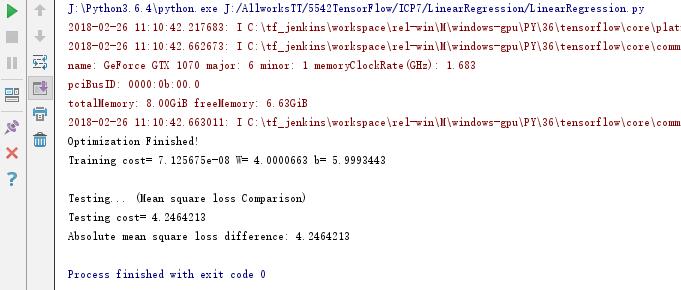 J:\Python3.6.4\python.exe J:/AllworksTT/5542TensorFlow/ICP7/LinearRegression/LinearRegression.py
2018-02-26 11:10:42.217683: I C:\tf_jenkins\workspace\rel-win\M\windows-gpu\PY\36\tensorflow\core\plat
2018-02-26 11:10:42.662673: I C:\tf_jenkins\workspace\rel-win\M\windows-gpu\PY\36\tensorflow\core\comm
name: GeForce GTX 1070 major: 6 minor: 1 memoryClockRate(GHz): 1.683
pciBusID: 0000:0b:00.0
totalMemory: 8.00GiB freeMemory: 6.63GiB
2018-02-26 11:10:42.663011: I C:\tf_jenkins\workspace\rel-win\M\windows-gpu\PY\36\tensorflow\core\comm
Optimization Finished!
Training cost= 7.125675e-08 W= 4.0000663 b= 5.9993443
Testing... (Mean square loss Comparison)
Testing cost= 4.2464213
Absolute mean square loss difference: 4.2464213
Process finished with exit code 0